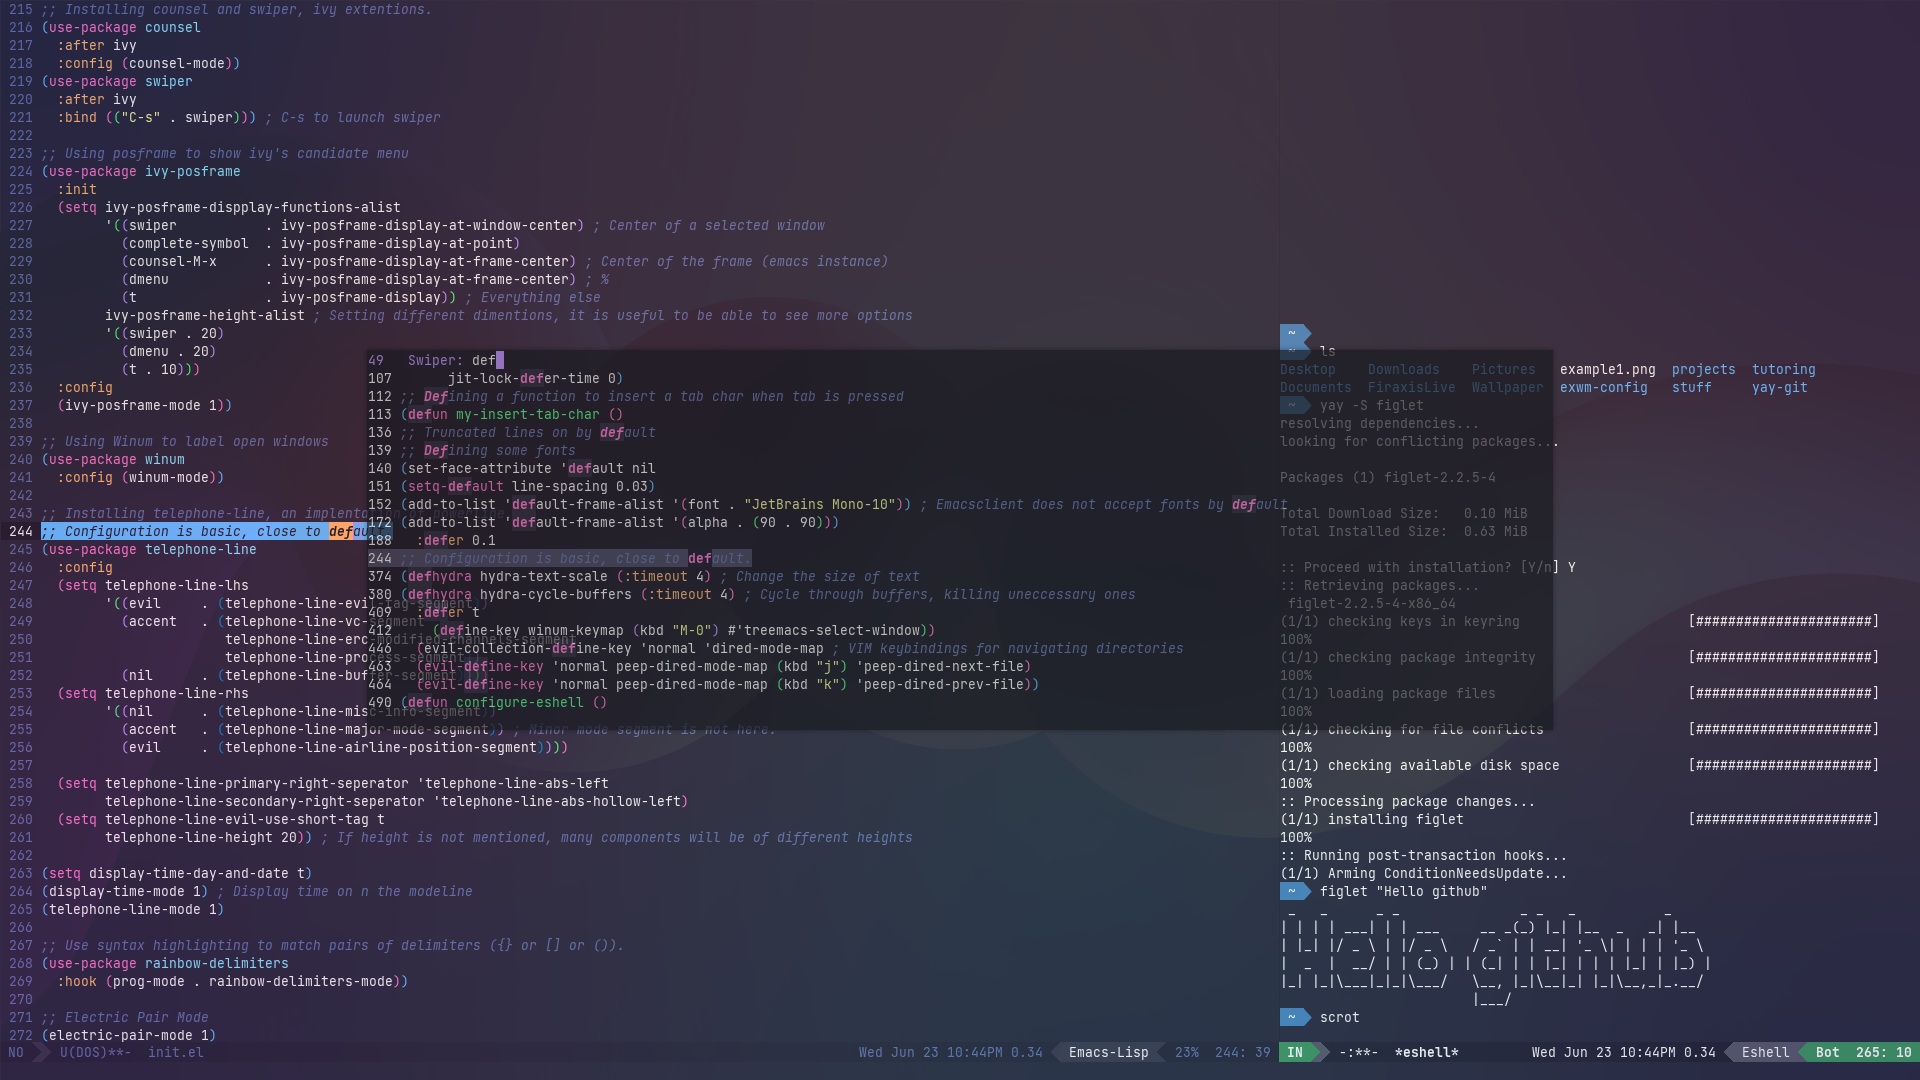 215 ;; Installing counsel and swiper, ivy extentions.
216 (use-package counsel
217   :after ivy
218   :config (counsel-mode))
219 (use-package swiper
220   :after ivy
221   :bind (("C-s" . swiper))) ; C-s to launch swiper
222
223 ;; Using posframe to show ivy's candidate menu
224 (use-package ivy-posframe
225   :init
226   (setq ivy-posframe-dispplay-functions-alist
227         '((swiper           . ivy-posframe-display-at-window-center) ; Center of a selected window
228           (complete-symbol  . ivy-posframe-display-at-point)
229           (counsel-M-x      . ivy-posframe-display-at-frame-center) ; Center of the frame (emacs instance)
230           (dmenu            . ivy-posframe-display-at-frame-center) ; %
231           (t                . ivy-posframe-display)) ; Everything else
232         ivy-posframe-height-alist ; Setting different dimentions, it is useful to be able to see more options
233         '((swiper . 20)
234           (dmenu . 20)
235           (t . 10)))
236   :config
237   (ivy-posframe-mode 1))
238
239 ;; Using Winum to label open windows
240 (use-package winum
241   :config (winum-mode))
242
243 ;; Installing telephone-line, an implentation of
244 ;; Configuration is basic, close to defau
245 (use-package telephone-line
246   :config
247   (setq telephone-line-lhs
248         '((evil     . (telephone-line-evil-tag-segment))
249           (accent   . (telephone-line-vc-segment
250                        telephone-line-erc-modified-channels-segment
251                        telephone-line-process-segment))
252           (nil      . (telephone-line-buffer-segment))))
253   (setq telephone-line-rhs
254         '((nil      . (telephone-line-misc-info-segment))
255           (accent   . (telephone-line-major-mode-segment)) ; Minor mode segment is not here.
256           (evil     . (telephone-line-airline-position-segment))))
257
258   (setq telephone-line-primary-right-seperator 'telephone-line-abs-left
259         telephone-line-secondary-right-seperator 'telephone-line-abs-hollow-left)
260   (setq telephone-line-evil-use-short-tag t
261         telephone-line-height 20)) ; If height is not mentioned, many components will be of different heights
262
263 (setq display-time-day-and-date t)
264 (display-time-mode 1) ; Display time on n the modeline
265 (telephone-line-mode 1)
266
267 ;; Use syntax highlighting to match pairs of delimiters ({} or [] or ()).
268 (use-package rainbow-delimiters
269   :hook (prog-mode . rainbow-delimiters-mode))
270
271 ;; Electric Pair Mode
272 (electric-pair-mode 1)
NO U(DOS)**- init.el Wed Jun 23 10:44PM 0.34 Emacs-Lisp 23% 244: 39
49   Swiper: def
107       jit-lock-defer-time 0)
112 ;; Defining a function to insert a tab char when tab is pressed
113 (defun my-insert-tab-char ()
136 ;; Truncated lines on by default
139 ;; Defining some fonts
140 (set-face-attribute 'default nil
151 (setq-default line-spacing 0.03)
152 (add-to-list 'default-frame-alist '(font . "JetBrains Mono-10")) ; Emacsclient does not accept fonts by default
172 (add-to-list 'default-frame-alist '(alpha . (90 . 90)))
188   :defer 0.1
244 ;; Configuration is basic, close to default.
374 (defhydra hydra-text-scale (:timeout 4) ; Change the size of text
380 (defhydra hydra-cycle-buffers (:timeout 4) ; Cycle through buffers, killing uneccessary ones
409   :defer t
412     (define-key winum-keymap (kbd "M-0") #'treemacs-select-window))
446   (evil-collection-define-key 'normal 'dired-mode-map ; VIM keybindings for navigating directories
463   (evil-define-key 'normal peep-dired-mode-map (kbd "j") 'peep-dired-next-file)
464   (evil-define-key 'normal peep-dired-mode-map (kbd "k") 'peep-dired-prev-file))
490 (defun configure-eshell ()
~
~ ls
Desktop    Downloads    Pictures   example1.png  projects  tutoring
Documents  FiraxisLive  Wallpaper  exwm-config   stuff     yay-git
~ yay -S figlet
resolving dependencies...
looking for conflicting packages...

Packages (1) figlet-2.2.5-4

Total Download Size:   0.10 MiB
Total Installed Size:  0.63 MiB

:: Proceed with installation? [Y/n] Y
:: Retrieving packages...
 figlet-2.2.5-4-x86_64
(1/1) checking keys in keyring [######################]
100%
(1/1) checking package integrity [######################]
100%
(1/1) loading package files [######################]
100%
(1/1) checking for file conflicts [######################]
100%
(1/1) checking available disk space [######################]
100%
:: Processing package changes...
(1/1) installing figlet [######################]
100%
:: Running post-transaction hooks...
(1/1) Arming ConditionNeedsUpdate...
~ figlet "Hello github"
Hello github
~ scrot
IN -:**- *eshell* Wed Jun 23 10:44PM 0.34 Eshell Bot 265: 10